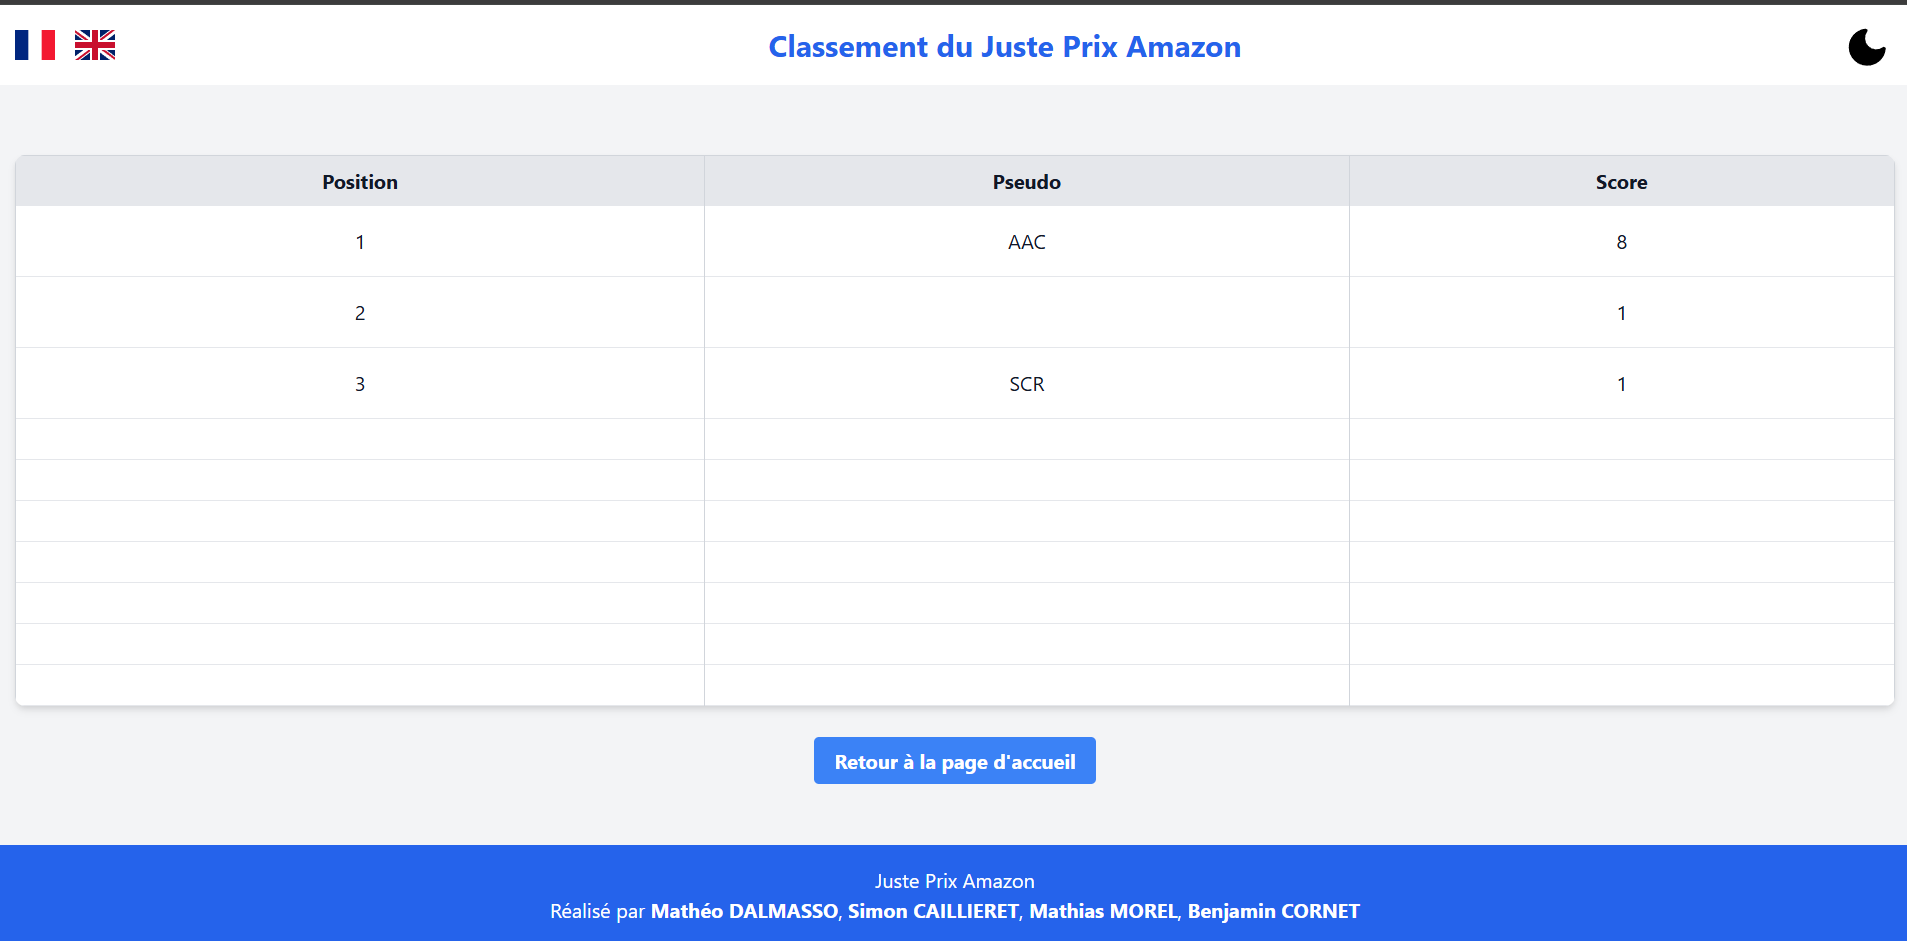 Classement du Juste Prix Amazon
Position Pseudo Score
1 AAC 8
2 1
3 SCR 1
Retour à la page d'accueil
Juste Prix Amazon
Réalisé par Mathéo DALMASSO, Simon CAILLIERET, Mathias MOREL, Benjamin CORNET